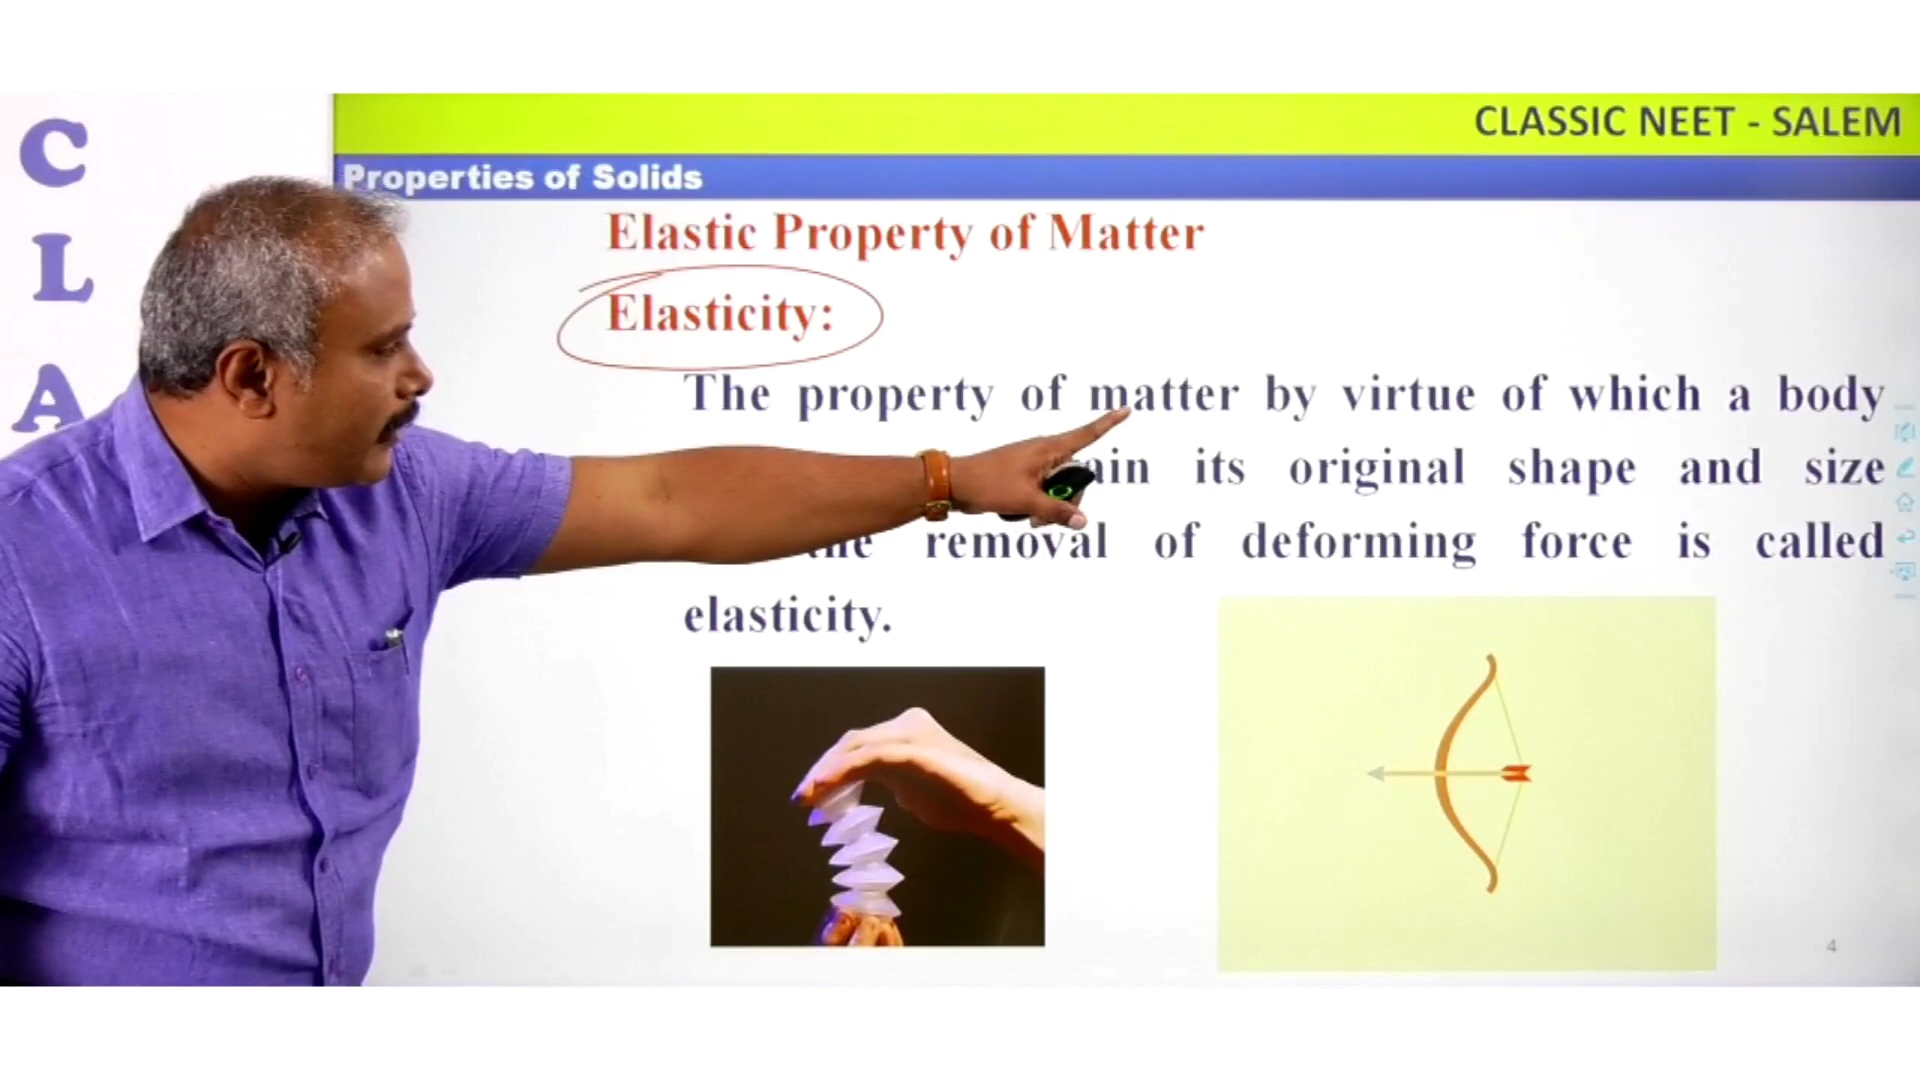 C
L
A
CLASSIC NEET - SALEM
Properties of Solids
Elastic Property of Matter
Elasticity:
The property of matter by virtue of which a body
its original shape and size
removal of deforming force is called
elasticity.
4